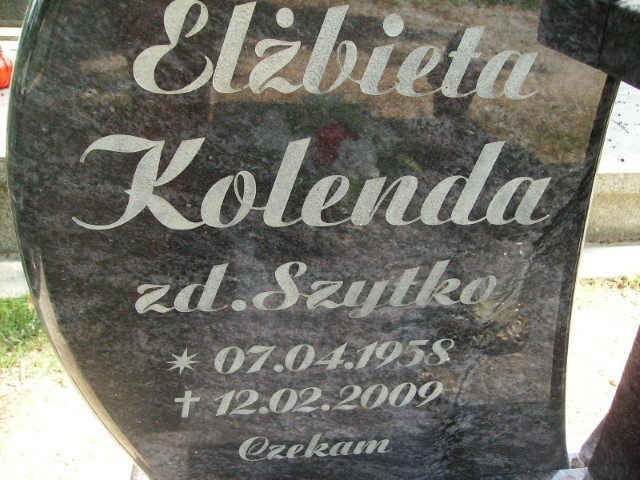 Elżbieta
Kolenda
zd. Szytko
* 07.04.1958
† 12.02.2009
Czekam